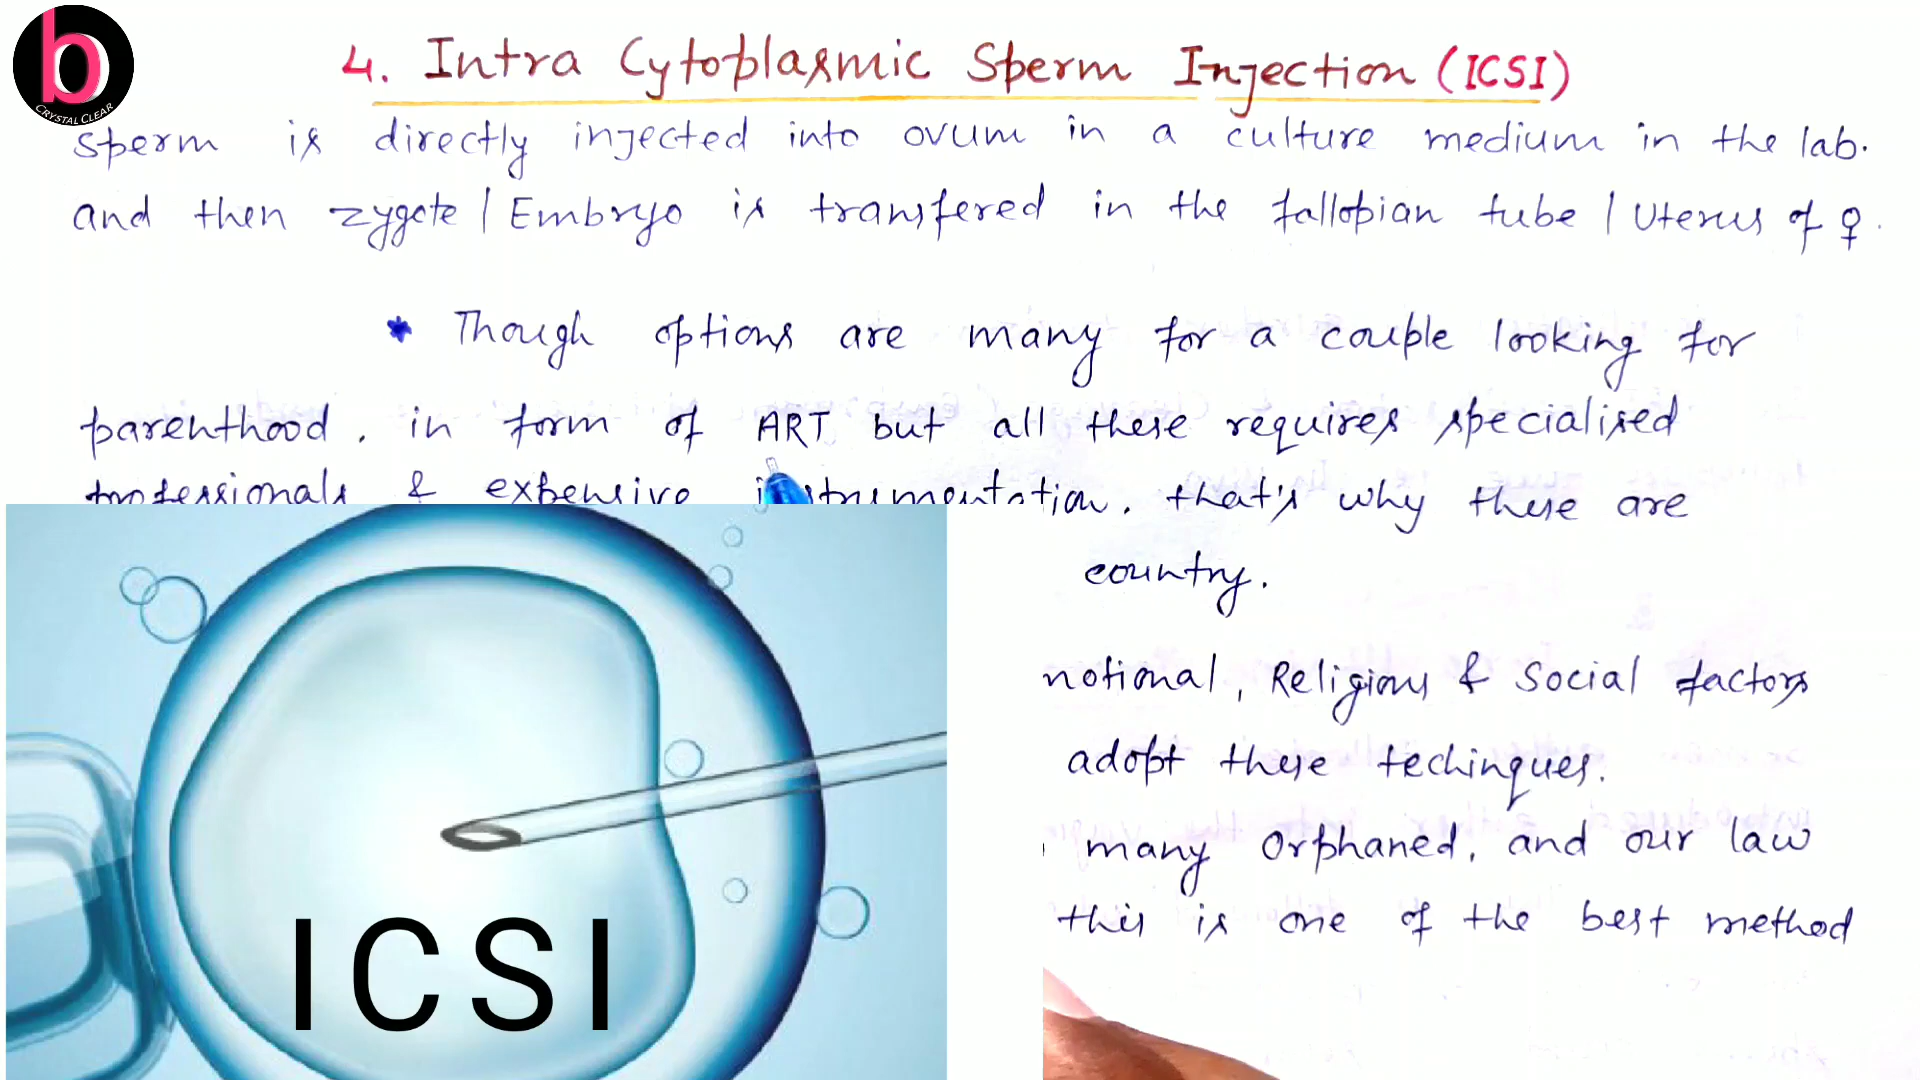 b
CRYSTAL CLEAR
4. Intra Cytoplasmic Sperm Injection (ICSI)
sperm is directly injected into ovum in a culture medium in the lab.
and then zygote / Embryo is transfered in the fallopian tube / Uterus of ♀.
* Though options are many for a couple looking for
parenthood. in form of ART but all these requires specialised
professionals & expensive instrumentation. that's why these are
country.
notional, Religious & Social factors
adopt these techinques.
many Orphaned, and our law
this is one of the best method
ICSI